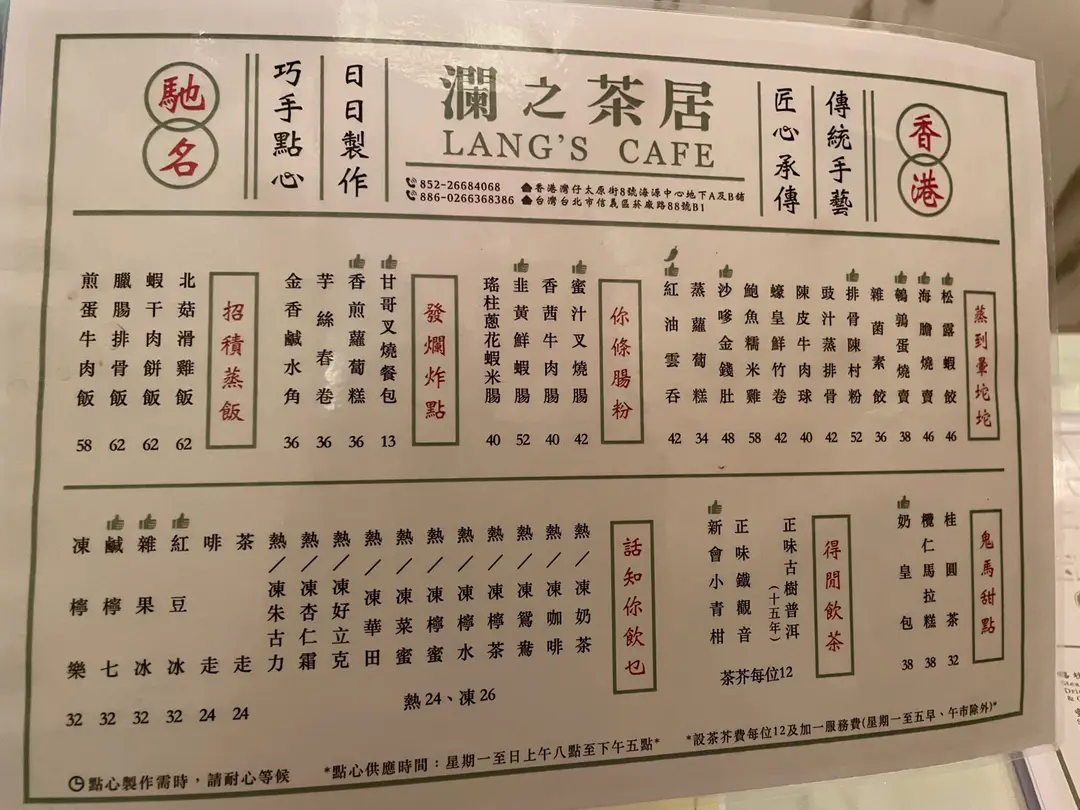 香港
傳統手藝
匠心承傳
瀾之茶居
LANG'S CAFE
852-26684068
886-0266368386
香港灣仔太原街8號海源中心地下A及B鋪
台灣台北市信義區菸廠路88號B1
日日製作
巧手點心
馳名
蒸到暈坨坨
松露蝦餃 46
海膽燒賣 46
鵪鶉蛋燒賣 38
雜菌素餃 36
排骨陳村粉 52
豉汁蒸排骨 42
陳皮牛肉球 40
蠔皇鮮竹卷 42
鮑魚糯米雞 58
沙嗲金錢肚 48
蒸蘿蔔糕 34
紅油雲吞 42
你條腸粉
蜜汁叉燒腸 42
香茜牛肉腸 40
韭黃鮮蝦腸 52
瑤柱蔥花蝦米腸 40
發爛炸點
甘哥叉燒餐包 13
香煎蘿蔔糕 36
芋絲春卷 36
金香鹹水角 36
招積蒸飯
北菇滑雞飯 62
蝦干肉餅飯 62
臘腸排骨飯 62
煎蛋牛肉飯 58
鬼馬甜點
桂圓茶 32
欖仁馬拉糕 38
奶皇包 38
得閒飲茶
正味古樹普洱(十五年)
正味鐵觀音
新會小青柑
茶芥每位12
話知你飲乜
熱/凍奶茶
熱/凍咖啡
熱/凍鴛鴦
熱/凍檸茶
熱/凍檸水
熱/凍檸蜜
熱/凍菜蜜
熱/凍華田
熱/凍好立克
熱/凍杏仁霜
熱/凍朱古力
熱24、凍26
茶走 24
啡走 24
紅豆冰 32
雜果冰 32
鹹檸七 32
凍檸樂 32
點心製作需時，請耐心等候
*點心供應時間：星期一至日上午八點至下午五點*
*設茶芥費每位12及加一服務費(星期一至五早、午市除外)*